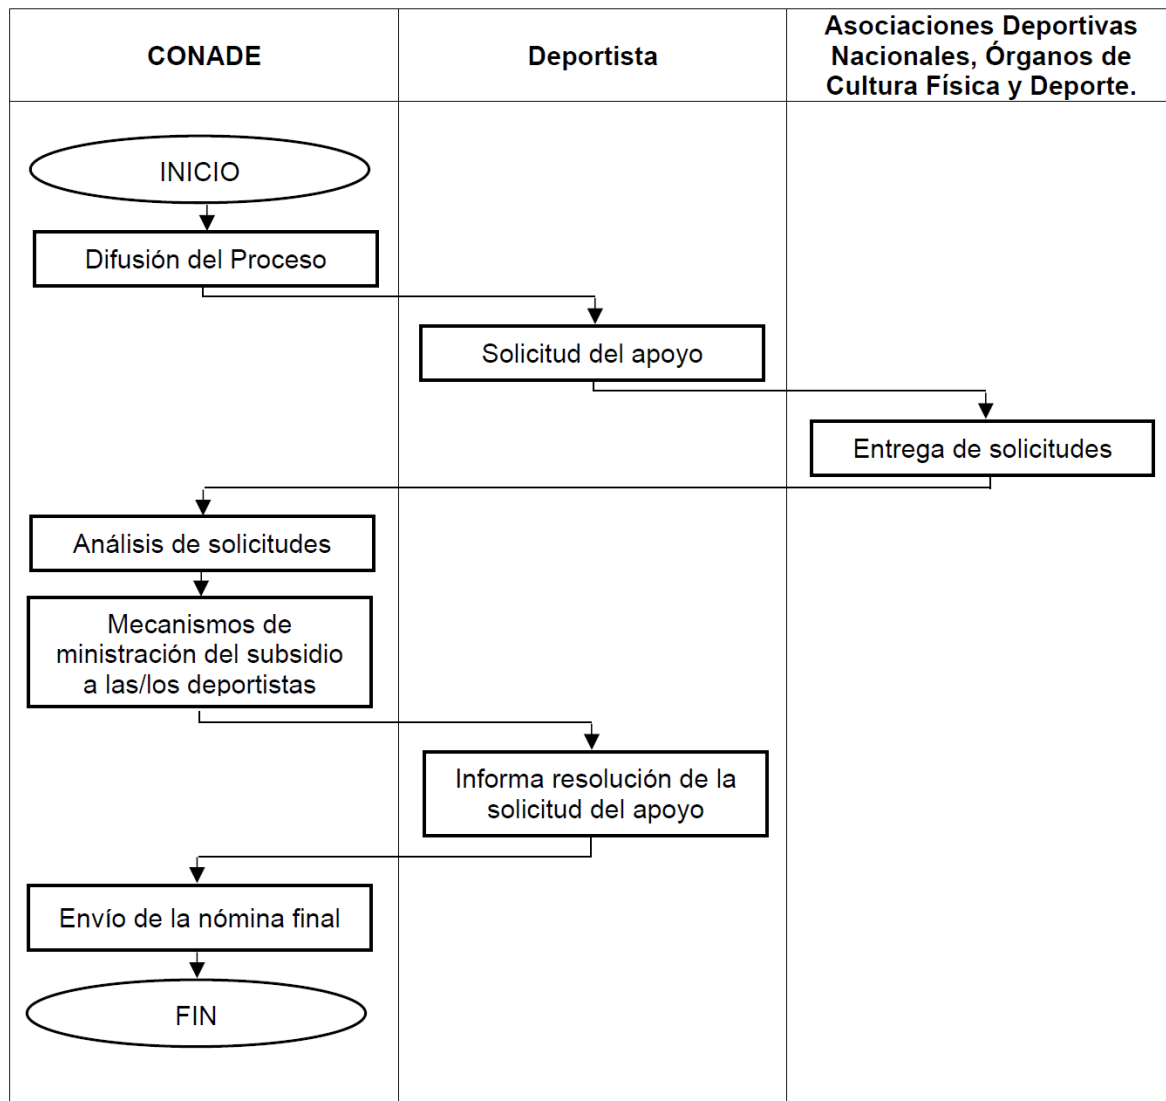 CONADE
Deportista
Asociaciones Deportivas
Nacionales, Órganos de
Cultura Física y Deporte.
INICIO
Difusión del Proceso
Solicitud del apoyo
Entrega de solicitudes
Análisis de solicitudes
Mecanismos de
ministración del subsidio
a las/los deportistas
Informa resolución de la
solicitud del apoyo
Envío de la nómina final
FIN